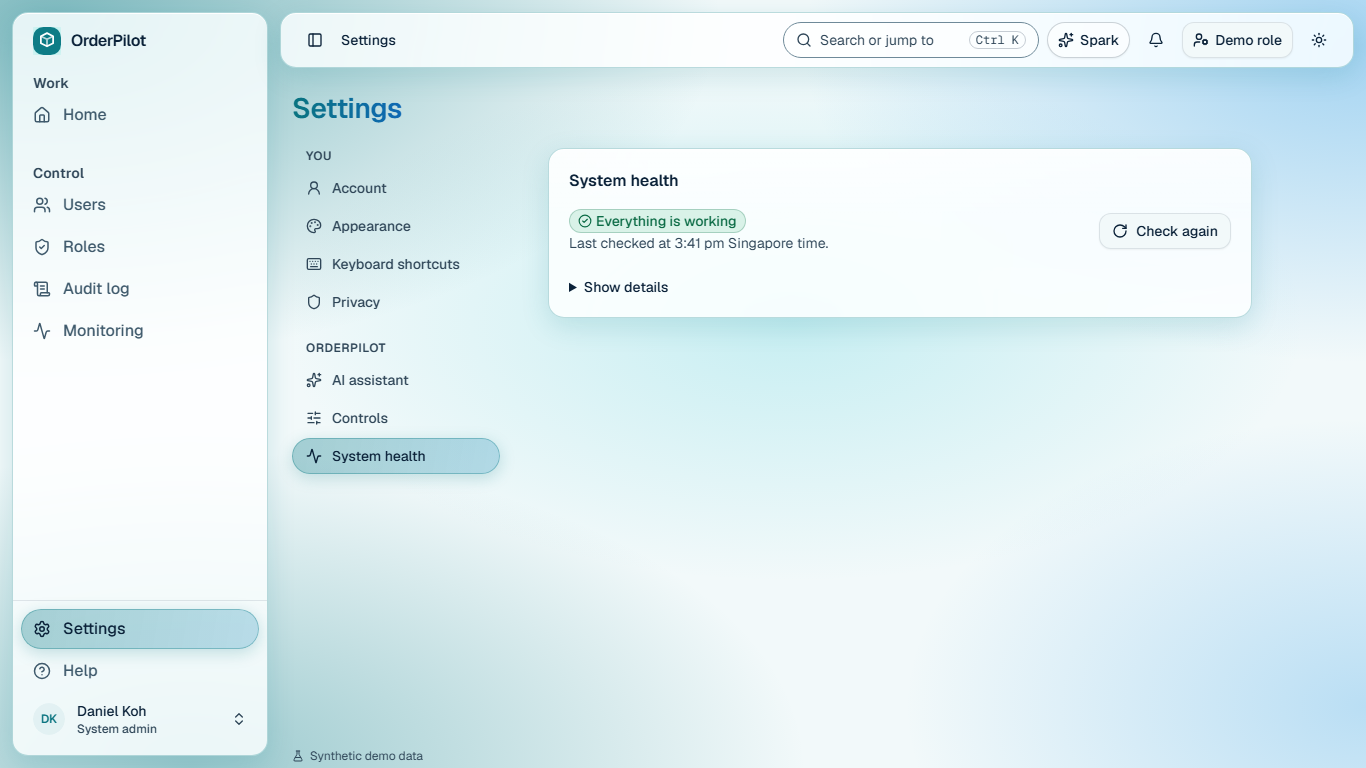 OrderPilot
Work
Home
Control
Users
Roles
Audit log
Monitoring
Settings
Help
DK
Daniel Koh
System admin
Settings
Search or jump to
Ctrl K
Spark
Demo role
Settings
YOU
Account
Appearance
Keyboard shortcuts
Privacy
ORDERPILOT
AI assistant
Controls
System health
System health
Everything is working
Last checked at 3:41 pm Singapore time.
Check again
Show details
Synthetic demo data